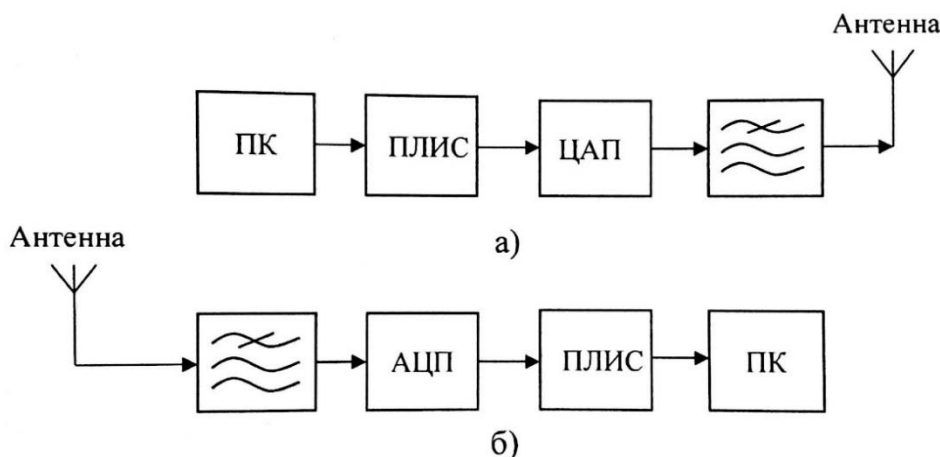 Антенна
ПК ПЛИС ЦАП
а)
Антенна
АЦП ПЛИС ПК
б)